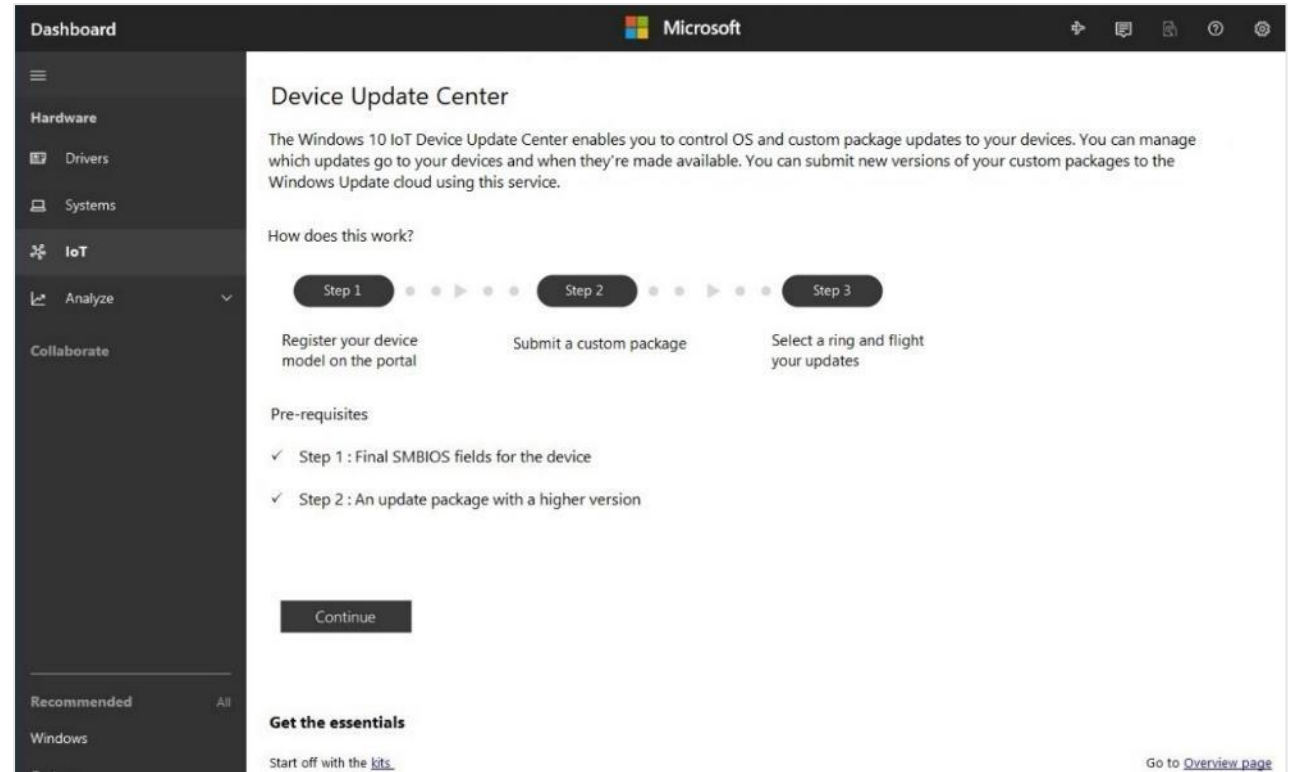 Dashboard
Microsoft
Hardware
Drivers
Systems
IoT
Analyze
Collaborate
Recommended All
Windows
Device Update Center
The Windows 10 IoT Device Update Center enables you to control OS and custom package updates to your devices. You can manage
which updates go to your devices and when they're made available. You can submit new versions of your custom packages to the
Windows Update cloud using this service.
How does this work?
Step 1
Step 2
Step 3
Register your device
model on the portal
Submit a custom package
Select a ring and flight
your updates
Pre-requisites
Step 1 : Final SMBIOS fields for the device
Step 2 : An update package with a higher version
Continue
Get the essentials
Start off with the kits
Go to Overview page